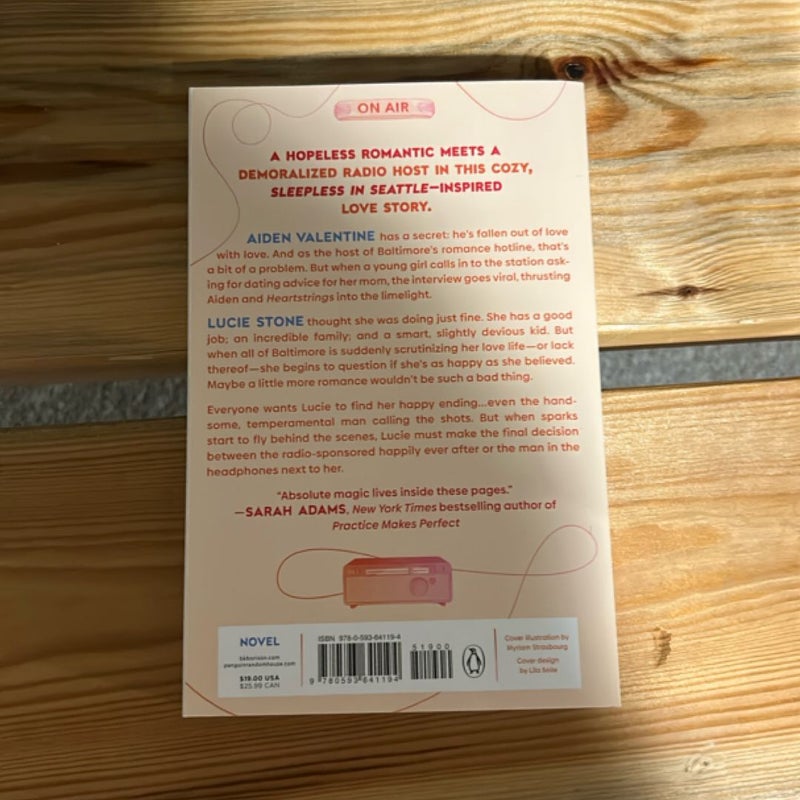 ON AIR
A HOPELESS ROMANTIC MEETS A
DEMORALIZED RADIO HOST IN THIS COZY,
SLEEPLESS IN SEATTLE—INSPIRED
LOVE STORY.
AIDEN VALENTINE has a secret: he's fallen out of love
with love. And as the host of Baltimore's romance hotline, that's
a bit of a problem. But when a young girl calls in to the station ask-
ing for dating advice for her mom, the interview goes viral, thrusting
Aiden and Heartstrings into the limelight.
LUCIE STONE thought she was doing just fine. She has a good
job; an incredible family; and a smart, slightly devious kid. But
when all of Baltimore is suddenly scrutinizing her love life—or lack
thereof—she begins to question if she's as happy as she believed.
Maybe a little more romance wouldn't be such a bad thing.
Everyone wants Lucie to find her happy ending...even the hand-
some, temperamental man calling the shots. But when sparks
start to fly behind the scenes, Lucie must make the final decision
between the radio-sponsored happily ever after or the man in the
headphones next to her.
"Absolute magic lives inside these pages."
—SARAH ADAMS, New York Times bestselling author of
Practice Makes Perfect
NOVEL
bkborison.com
penguinrandomhouse.com
$19.00 USA
$25.99 CAN
ISBN 978-0-593-64119-4
51900
9 780593 641194
Cover illustration by
Myriam Strasbourg
Cover design
by Lila Selle